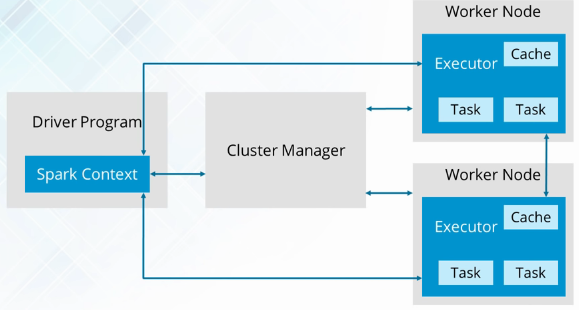 Worker Node
Executor
Cache
Task
Task
Driver Program
Spark Context
Cluster Manager
Worker Node
Executor
Cache
Task
Task